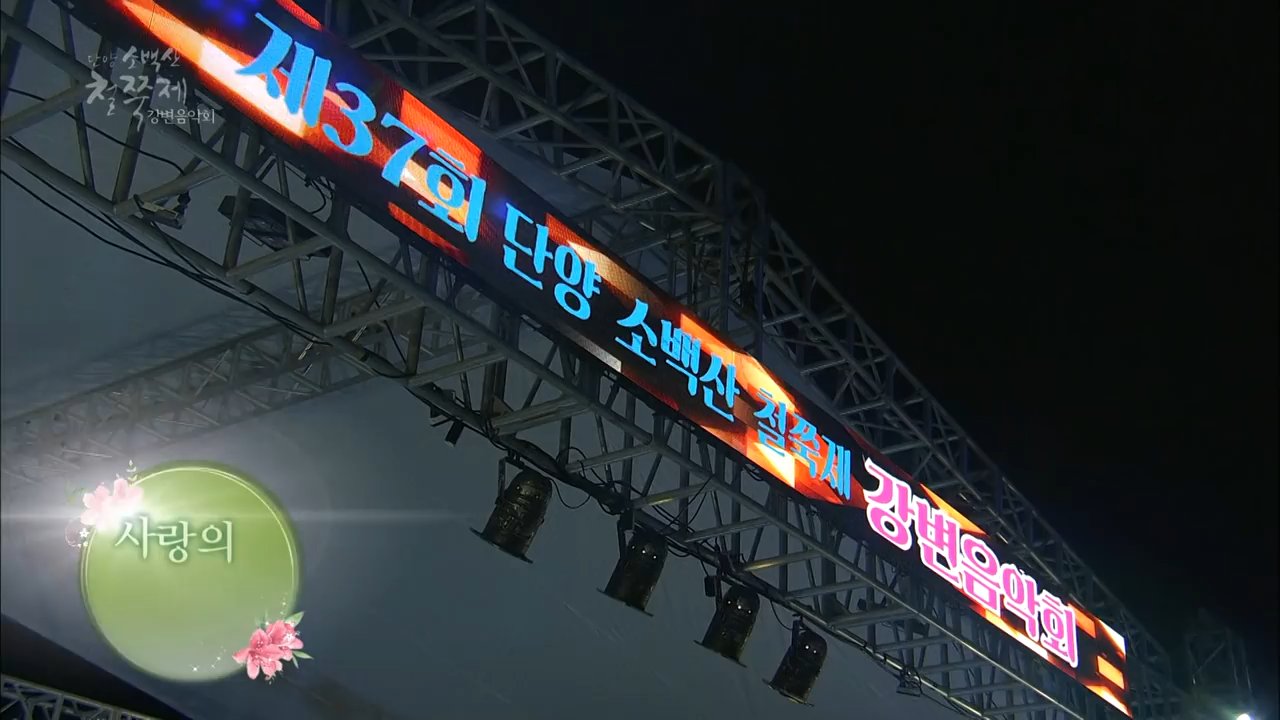 단양 소백산
철쭉제
강변음악회
제37회 단양 소백산 철쭉제 강변음악회
사랑의